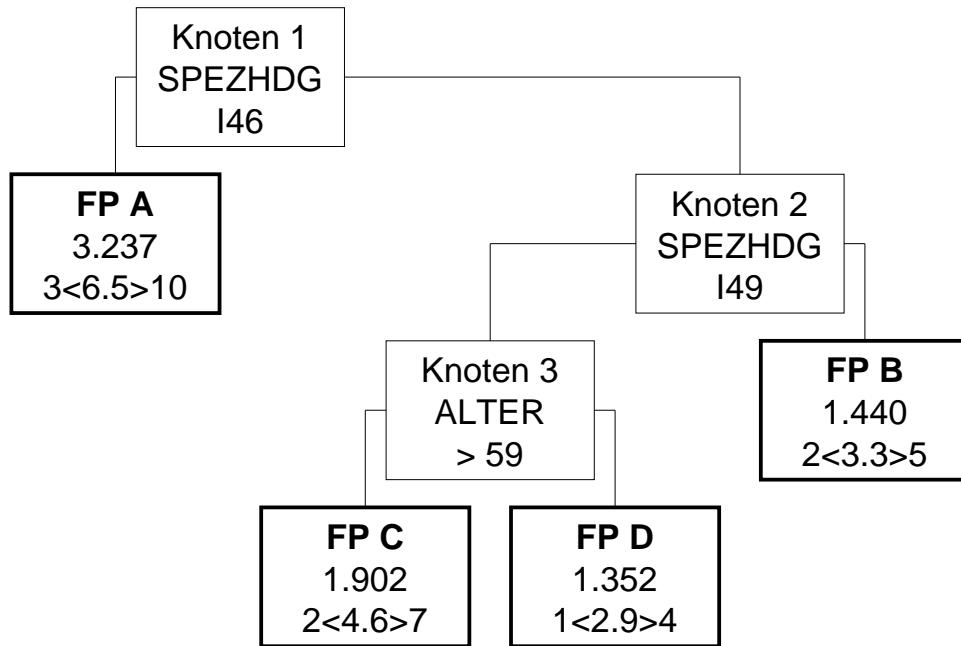 Knoten 1
SPEZHDG
I46
FP A
3.237
3<6.5>10
Knoten 2
SPEZHDG
I49
Knoten 3
ALTER
> 59
FP B
1.440
2<3.3>5
FP C
1.902
2<4.6>7
FP D
1.352
1<2.9>4